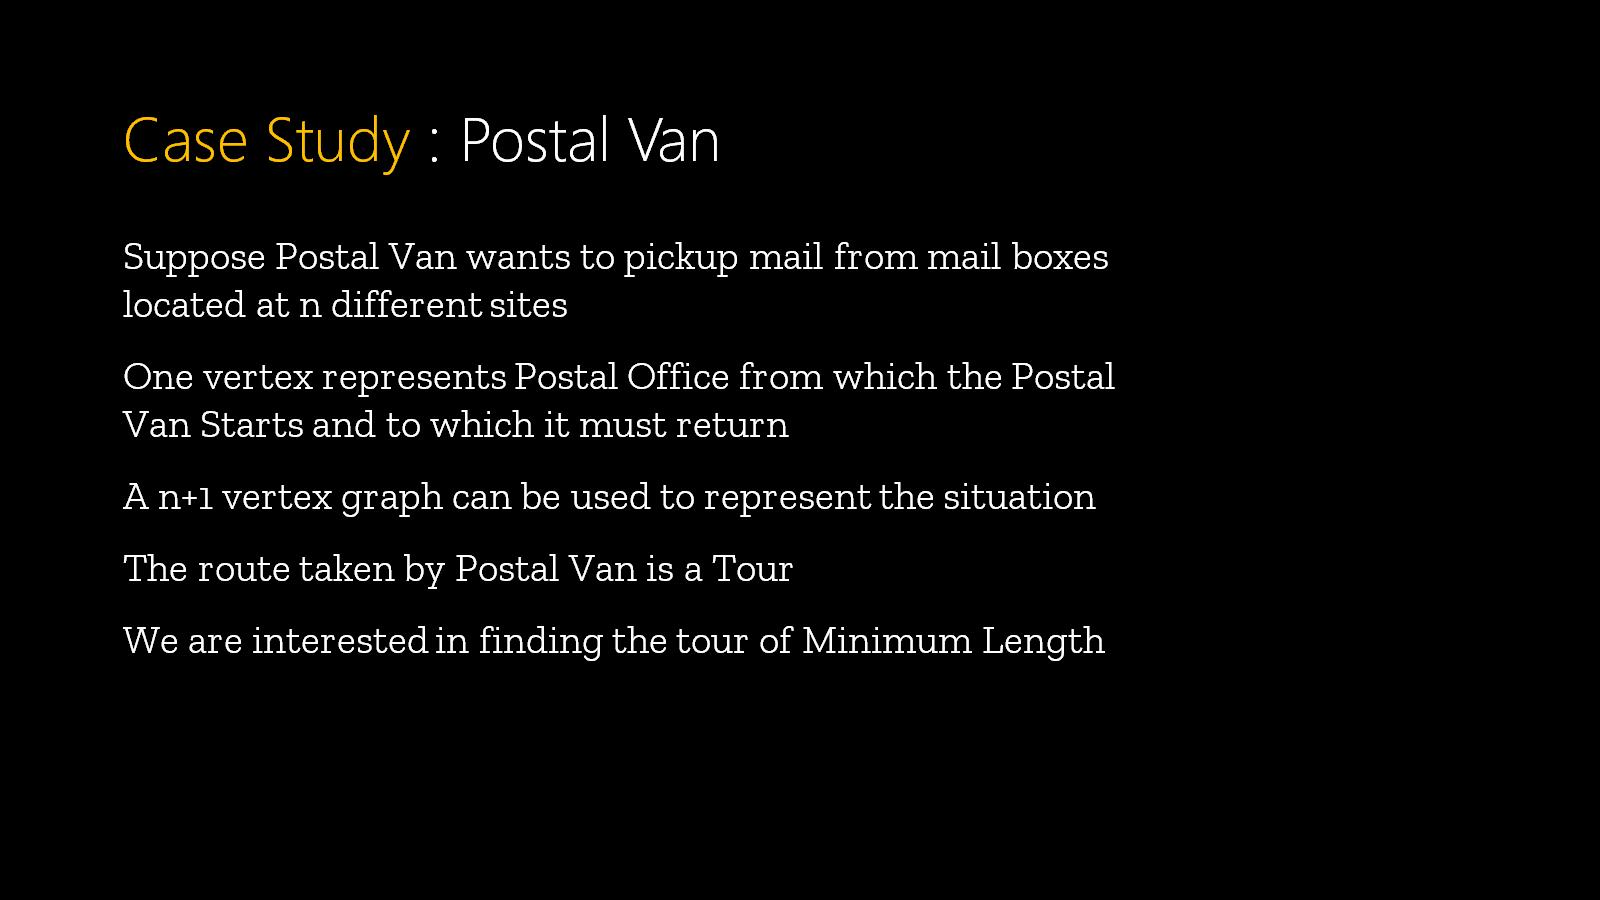 Case Study : Postal Van
Suppose Postal Van wants to pickup mail from mail boxes
located at n different sites
One vertex represents Postal Office from which the Postal
Van Starts and to which it must return
A n+1 vertex graph can be used to represent the situation
The route taken by Postal Van is a Tour
We are interested in finding the tour of Minimum Length